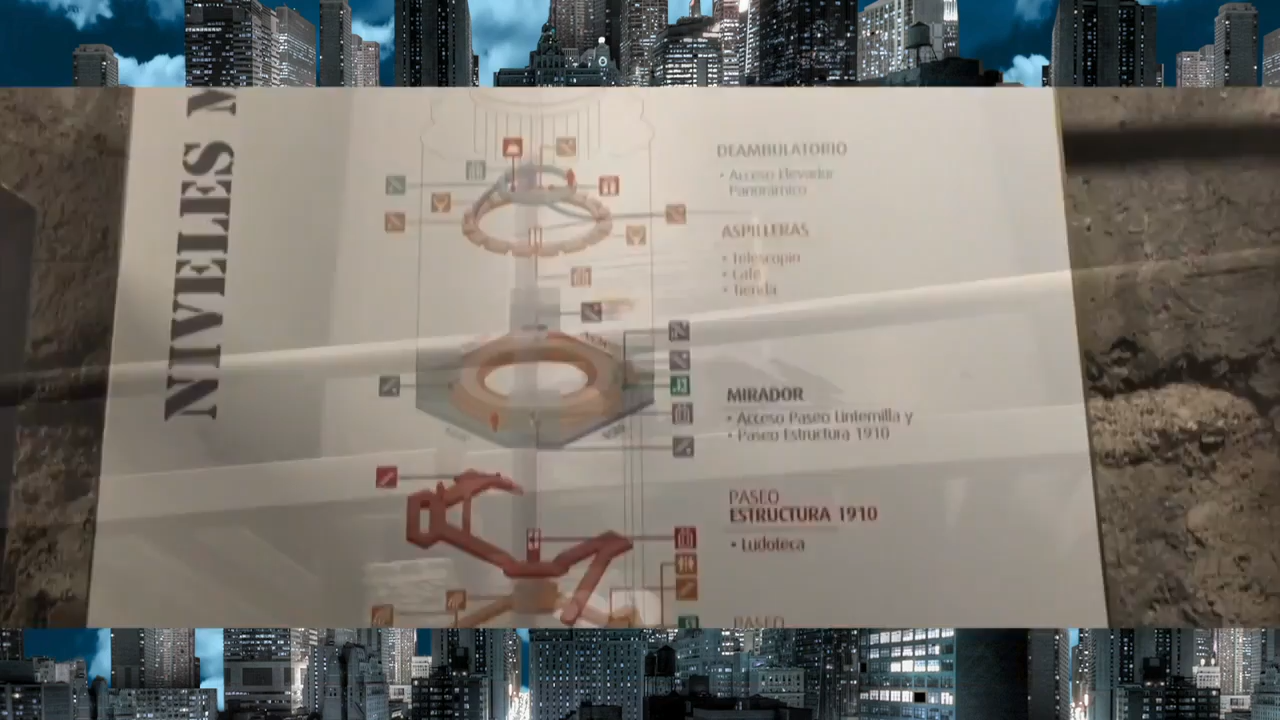 NIVELES
DEAMBULATORIO
• Acceso Elevador
Panorámico
ASPILLERAS
• Telescopio
• Café
• Tienda
MIRADOR
• Acceso Paseo Linternilla y
• Paseo Estructura 1910
PASEO
ESTRUCTURA 1910
• Ludoteca
PASEO